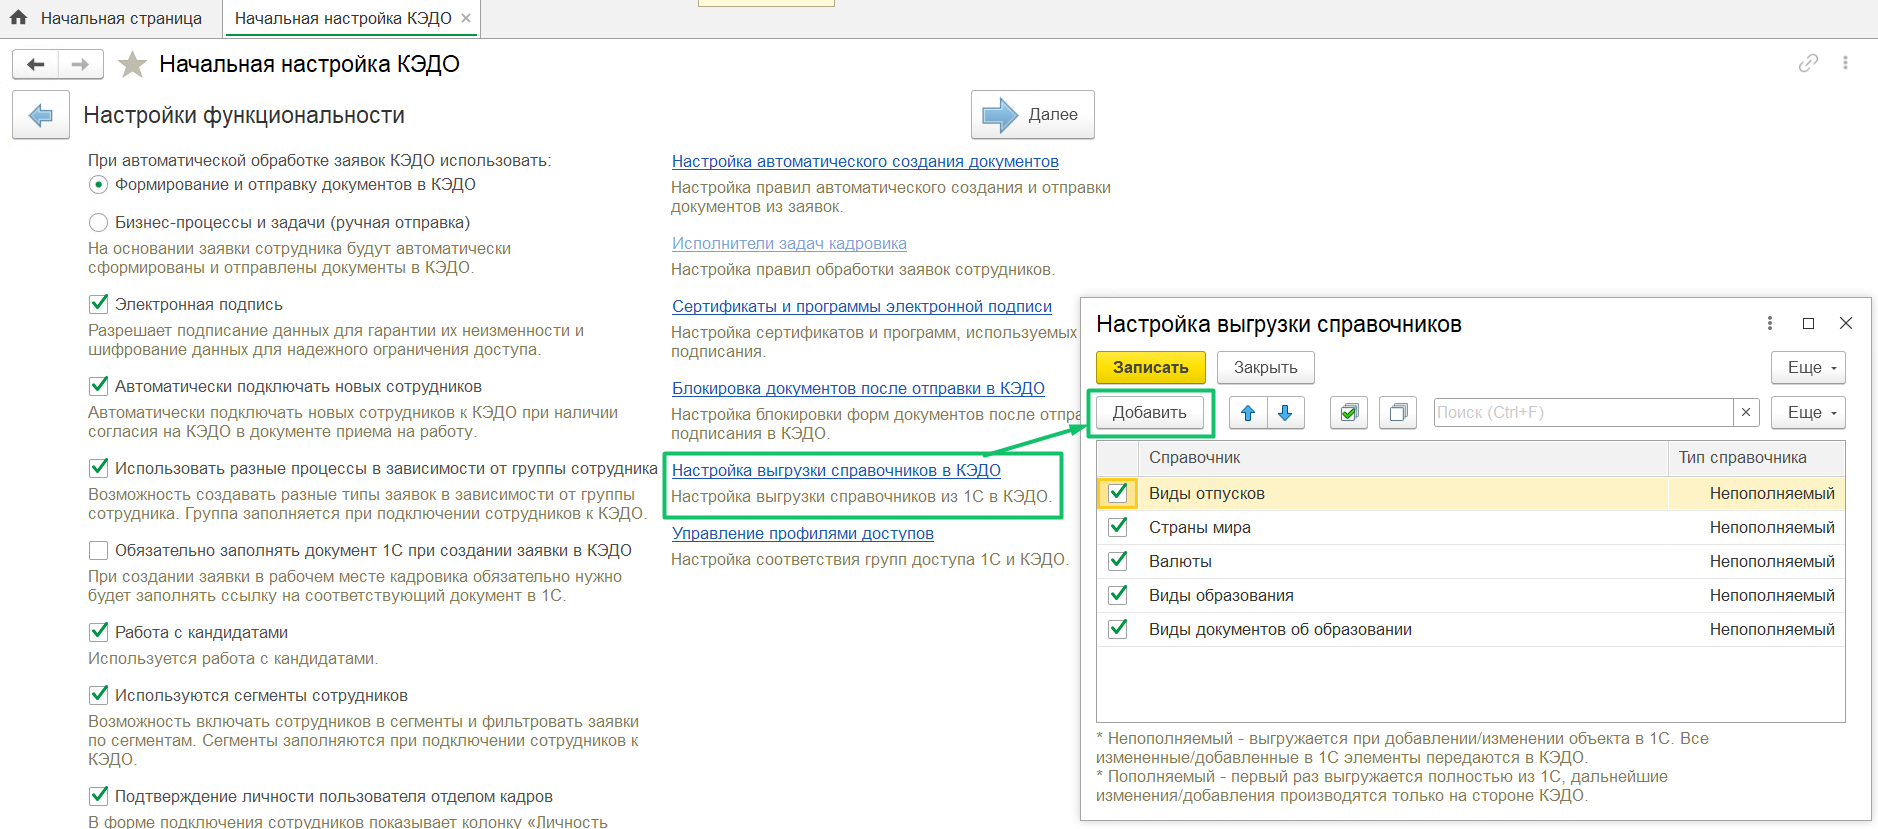 Начальная страница
Начальная настройка КЭДО
Начальная настройка КЭДО
Настройки функциональности
Далее
При автоматической обработке заявок КЭДО использовать:
Формирование и отправку документов в КЭДО
Бизнес-процессы и задачи (ручная отправка)
На основании заявки сотрудника будут автоматически
сформированы и отправлены документы в КЭДО.
Электронная подпись
Разрешает подписание данных для гарантии их неизменности и
шифрование данных для надежного ограничения доступа.
Автоматически подключать новых сотрудников
Автоматически подключать новых сотрудников к КЭДО при наличии
согласия на КЭДО в документе приема на работу.
Использовать разные процессы в зависимости от группы сотрудника
Возможность создавать разные типы заявок в зависимости от группы
сотрудника. Группа заполняется при подключении сотрудников к КЭДО.
Обязательно заполнять документ 1С при создании заявки в КЭДО
При создании заявки в рабочем месте кадровика обязательно нужно
будет заполнять ссылку на соответствующий документ в 1С.
Работа с кандидатами
Используется работа с кандидатами.
Используются сегменты сотрудников
Возможность включать сотрудников в сегменты и фильтровать заявки
по сегментам. Сегменты заполняются при подключении сотрудников к
КЭДО.
Подтверждение личности пользователя отделом кадров
В форме подключения сотрудников показывает колонку «Личность
Настройка автоматического создания документов
Настройка правил автоматического создания и отправки
документов из заявок.
Исполнители задач кадровика
Настройка правил обработки заявок сотрудников.
Сертификаты и программы электронной подписи
Настройка сертификатов и программ, используемых
подписания.
Блокировка документов после отправки в КЭДО
Настройка блокировки форм документов после отпра
подписания в КЭДО.
Настройка выгрузки справочников в КЭДО
Настройка выгрузки справочников из 1С в КЭДО.
Управление профилями доступов
Настройка соответствия групп доступа 1С и КЭДО.
Настройка выгрузки справочников
Записать Закрыть Еще
Добавить Поиск (Ctrl+F) Еще
Справочник Тип справочника
Виды отпусков Непополняемый
Страны мира Непополняемый
Валюты Непополняемый
Виды образования Непополняемый
Виды документов об образовании Непополняемый
* Непополняемый - выгружается при добавлении/изменении объекта в 1С. Все
измененные/добавленные в 1С элементы передаются в КЭДО.
* Пополняемый - первый раз выгружается полностью из 1С, дальнейшие
изменения/добавления производятся только на стороне КЭДО.